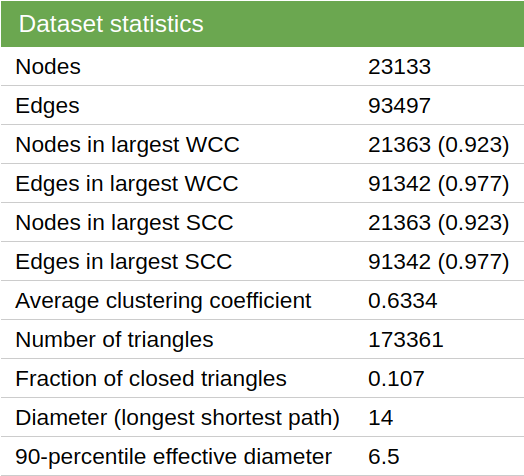 Dataset statistics
Nodes 23133
Edges 93497
Nodes in largest WCC 21363 (0.923)
Edges in largest WCC 91342 (0.977)
Nodes in largest SCC 21363 (0.923)
Edges in largest SCC 91342 (0.977)
Average clustering coefficient 0.6334
Number of triangles 173361
Fraction of closed triangles 0.107
Diameter (longest shortest path) 14
90-percentile effective diameter 6.5